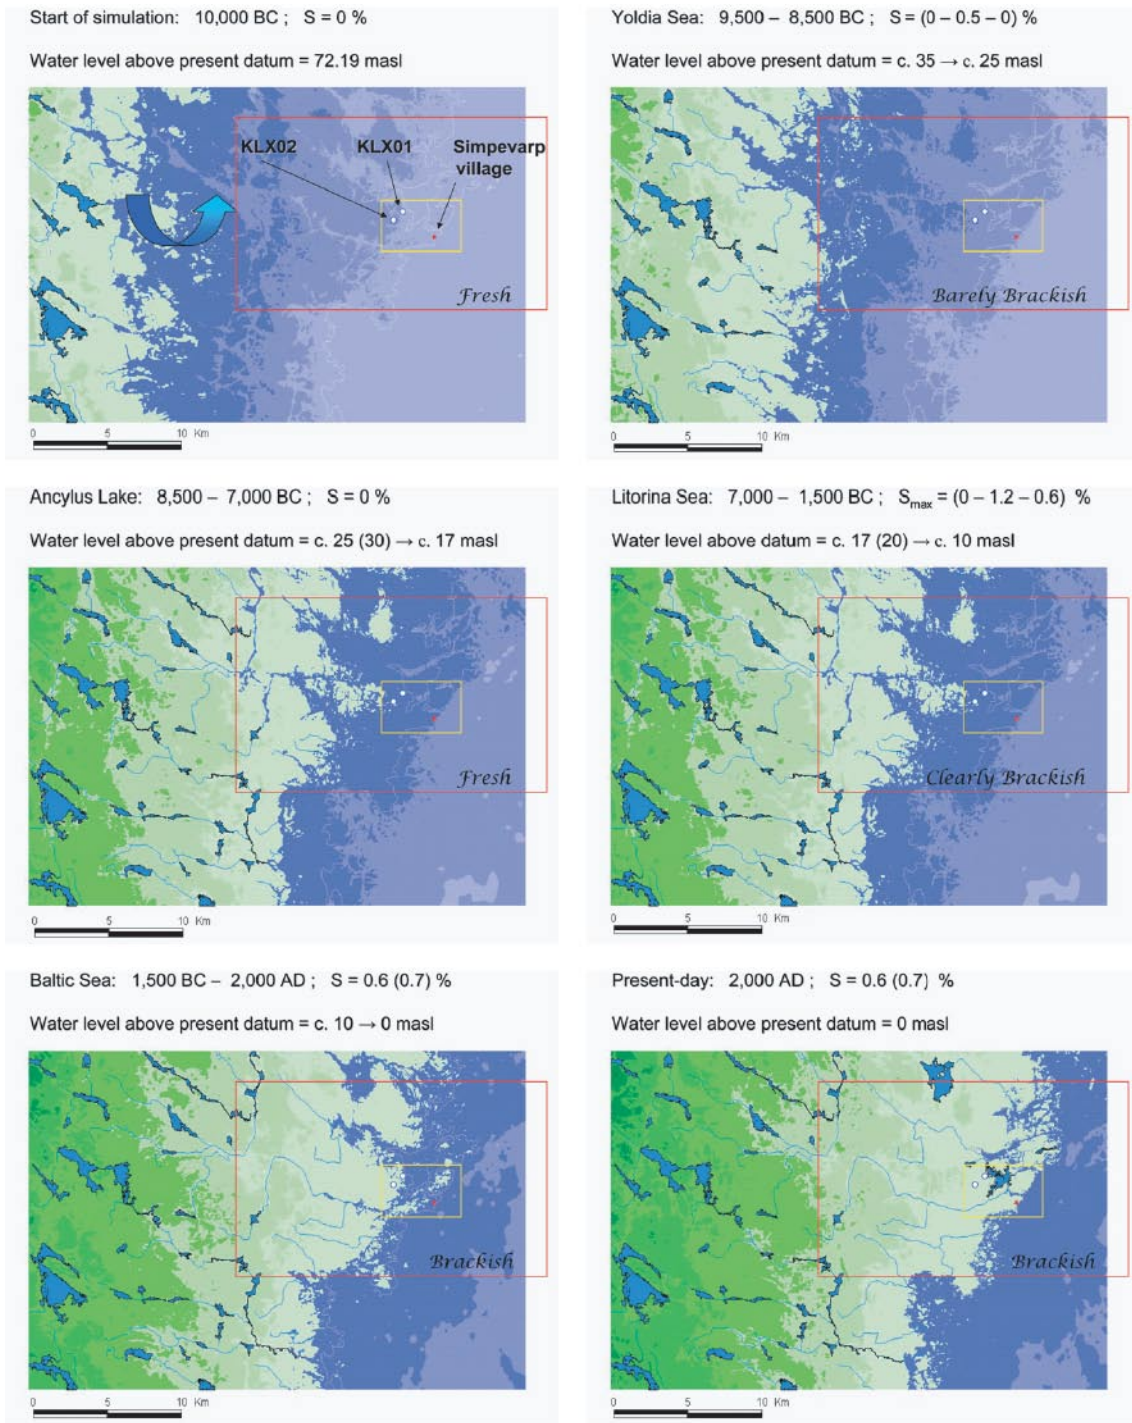 Start of simulation: 10,000 BC ; S = 0 %
Water level above present datum = 72.19 masl
KLX02 KLX01 Simpevarp
village
Fresh
0 5 10 Km
Yoldia Sea: 9,500 – 8,500 BC ; S = (0 – 0.5 – 0) %
Water level above present datum = c. 35 → c. 25 masl
Barely Brackish
0 5 10 Km
Ancylus Lake: 8,500 – 7,000 BC ; S = 0 %
Water level above present datum = c. 25 (30) → c. 17 masl
Fresh
0 5 10 Km
Litorina Sea: 7,000 – 1,500 BC ; Smax = (0 – 1.2 – 0.6) %
Water level above datum = c. 17 (20) → c. 10 masl
Clearly Brackish
0 5 10 Km
Baltic Sea: 1,500 BC – 2,000 AD ; S = 0.6 (0.7) %
Water level above present datum = c. 10 → 0 masl
Brackish
0 5 10 Km
Present-day: 2,000 AD ; S = 0.6 (0.7) %
Water level above present datum = 0 masl
Brackish
0 5 10 Km